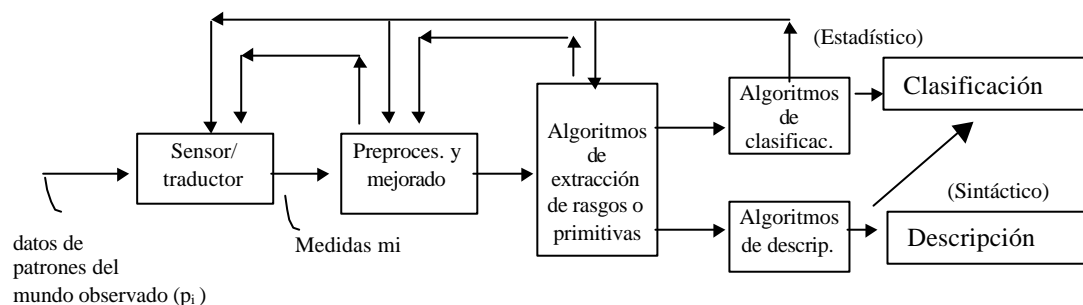 (Estadístico)
Clasificación
Algoritmos
de
clasificac.
Sensor/
traductor
Preproces. y
mejorado
Algoritmos
de
extracción
de rasgos o
primitivas
(Sintáctico)
Algoritmos
de descrip.
Descripción
datos de
patrones del
mundo observado (pi )
Medidas mi